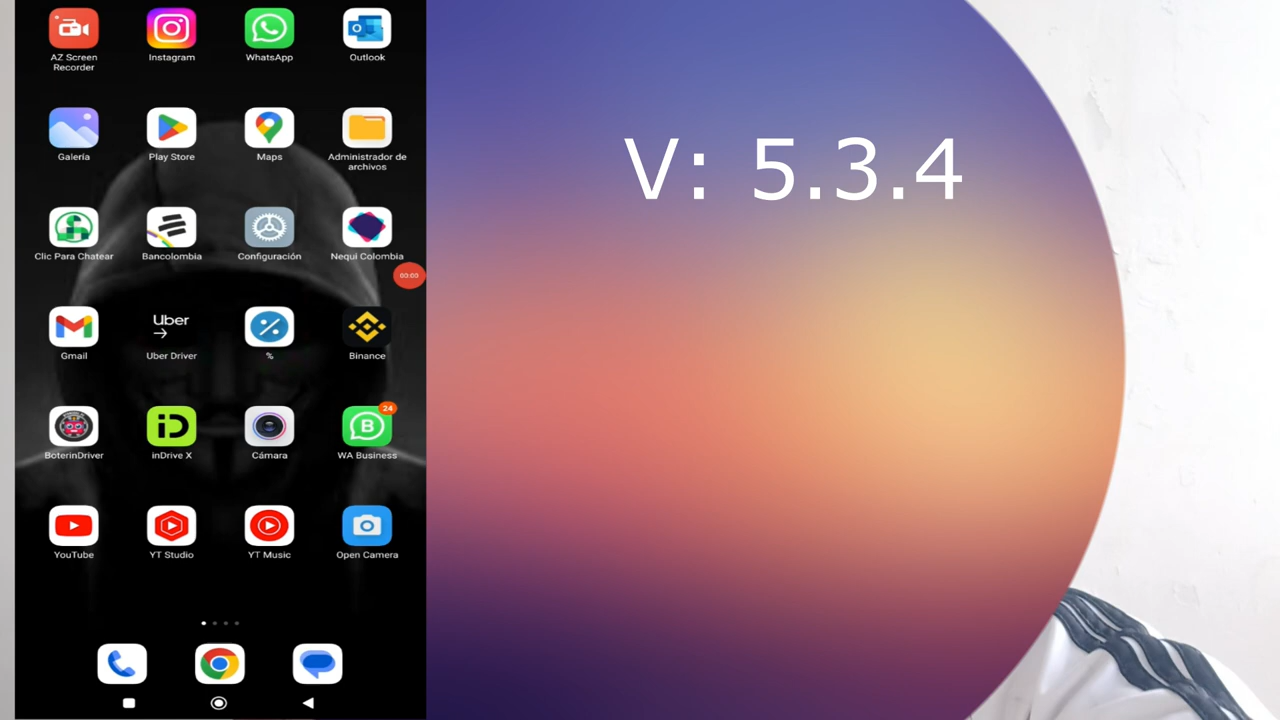 AZ Screen
Recorder
Instagram
WhatsApp
Outlook
Galería
Play Store
Maps
Administrador de
archivos
Clic Para Chatear
Bancolombia
Configuración
Nequi Colombia
00:00
Uber
Gmail
Uber Driver
%
Binance
24
iD
B
BoterinDriver
inDrive X
Cámara
WA Business
YouTube
YT Studio
YT Music
Open Camera
V: 5.3.4